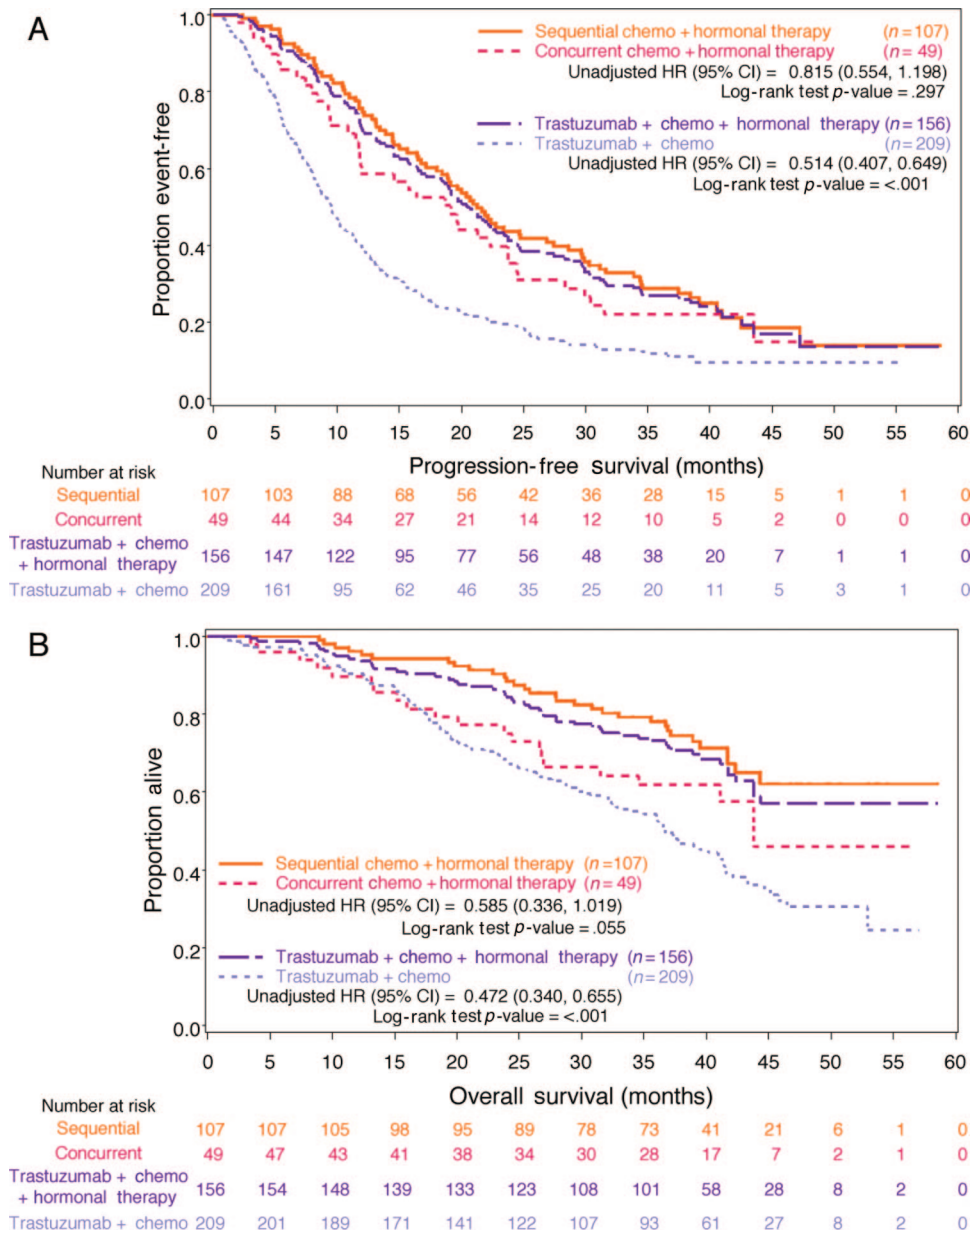 A
Sequential chemo + hormonal therapy (n = 107)
Concurrent chemo + hormonal therapy (n = 49)
Unadjusted HR (95% CI) = 0.815 (0.554, 1.198)
Log-rank test p-value = .297
Trastuzumab + chemo + hormonal therapy (n = 156)
Trastuzumab + chemo (n = 209)
Unadjusted HR (95% CI) = 0.514 (0.407, 0.649)
Log-rank test p-value = <.001
Proportion event-free
1.0
0.8
0.6
0.4
0.2
0.0
0 5 10 15 20 25 30 35 40 45 50 55 60
Progression-free survival (months)
Number at risk
Sequential 107 103 88 68 56 42 36 28 15 5 1 1 0
Concurrent 49 44 34 27 21 14 12 10 5 2 0 0 0
Trastuzumab + chemo
+ hormonal therapy 156 147 122 95 77 56 48 38 20 7 1 1 0
Trastuzumab + chemo 209 161 95 62 46 35 25 20 11 5 3 1 0
B
Proportion alive
1.0
0.8
0.6
0.4
0.2
0.0
Sequential chemo + hormonal therapy (n = 107)
Concurrent chemo + hormonal therapy (n = 49)
Unadjusted HR (95% CI) = 0.585 (0.336, 1.019)
Log-rank test p-value = .055
Trastuzumab + chemo + hormonal therapy (n = 156)
Trastuzumab + chemo (n = 209)
Unadjusted HR (95% CI) = 0.472 (0.340, 0.655)
Log-rank test p-value = <.001
0 5 10 15 20 25 30 35 40 45 50 55 60
Overall survival (months)
Number at risk
Sequential 107 107 105 98 95 89 78 73 41 21 6 1 0
Concurrent 49 47 43 41 38 34 30 28 17 7 2 1 0
Trastuzumab + chemo
+ hormonal therapy 156 154 148 139 133 123 108 101 58 28 8 2 0
Trastuzumab + chemo 209 201 189 171 141 122 107 93 61 27 8 2 0